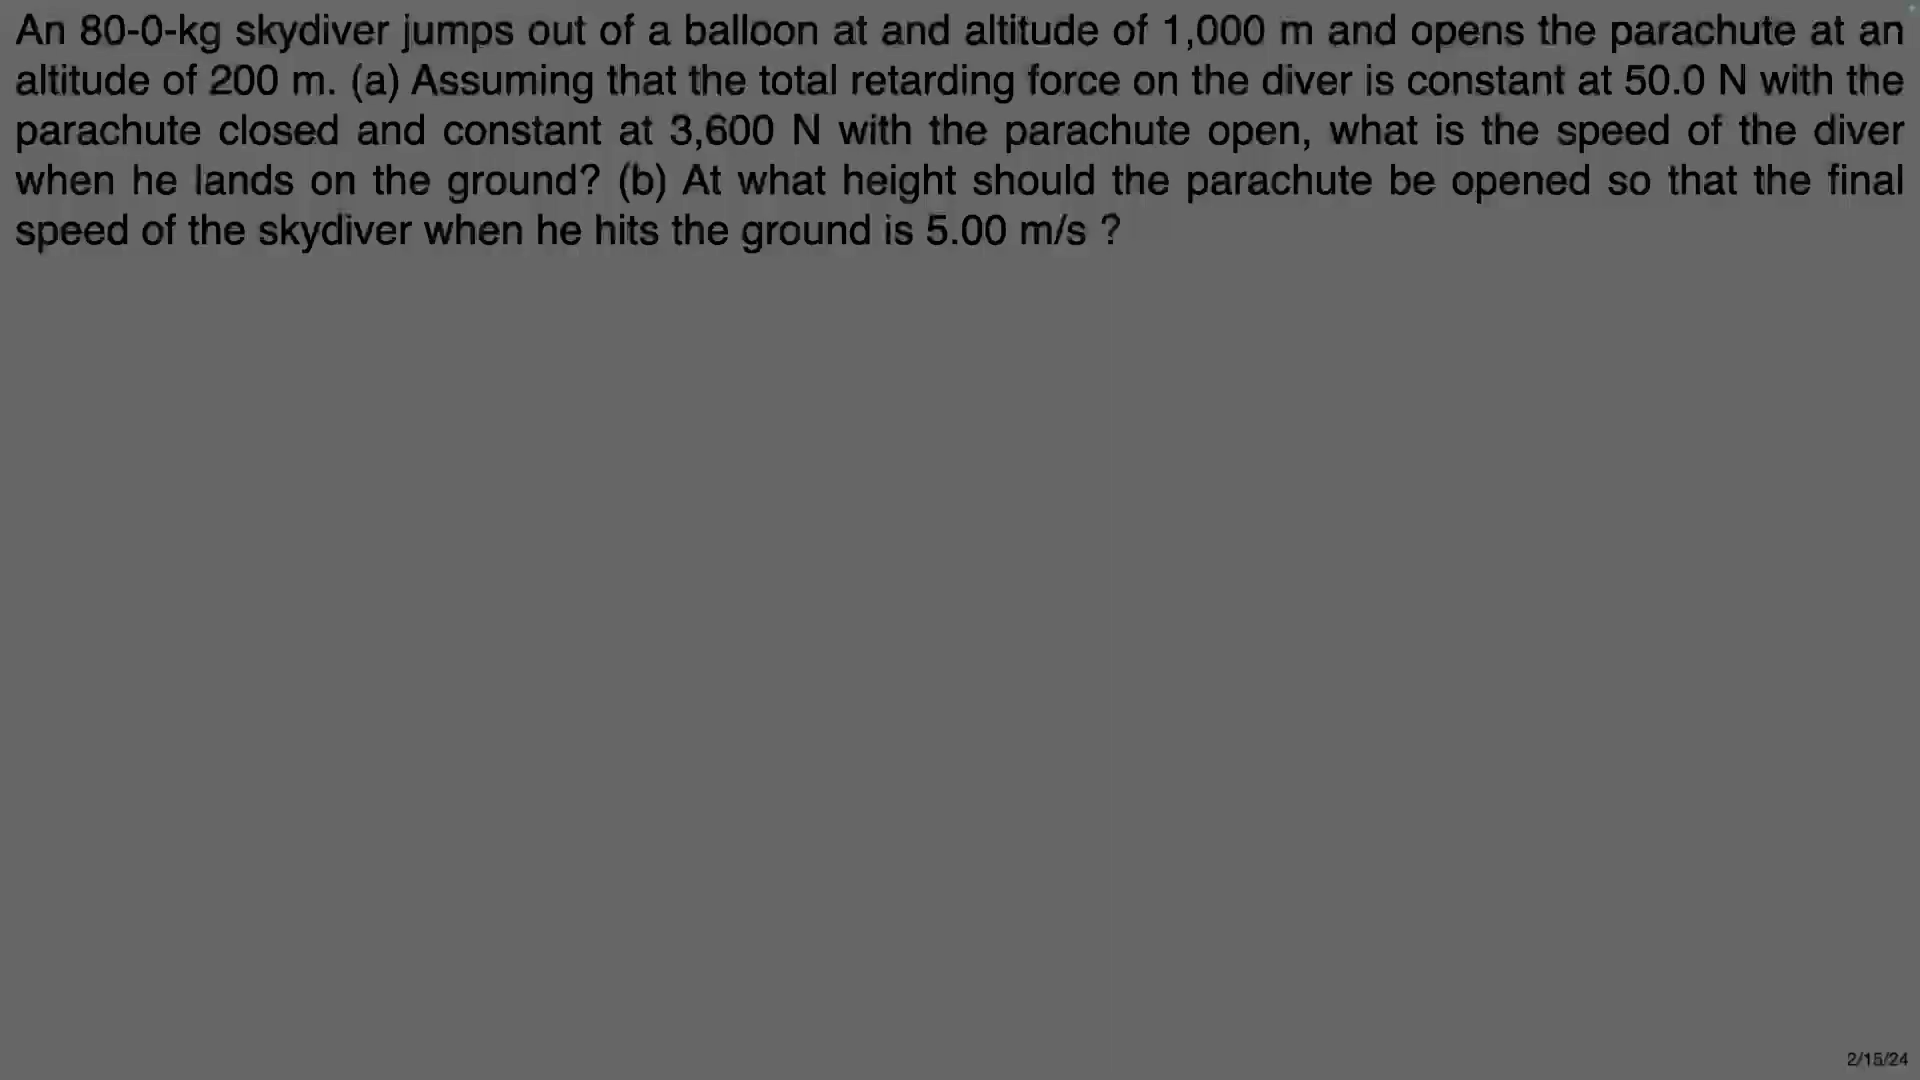 An 80-0-kg skydiver jumps out of a balloon at and altitude of 1,000 m and opens the parachute at an
altitude of 200 m. (a) Assuming that the total retarding force on the diver is constant at 50.0 N with the
parachute closed and constant at 3,600 N with the parachute open, what is the speed of the diver
when he lands on the ground? (b) At what height should the parachute be opened so that the final
speed of the skydiver when he hits the ground is 5.00 m/s ?
2/15/24